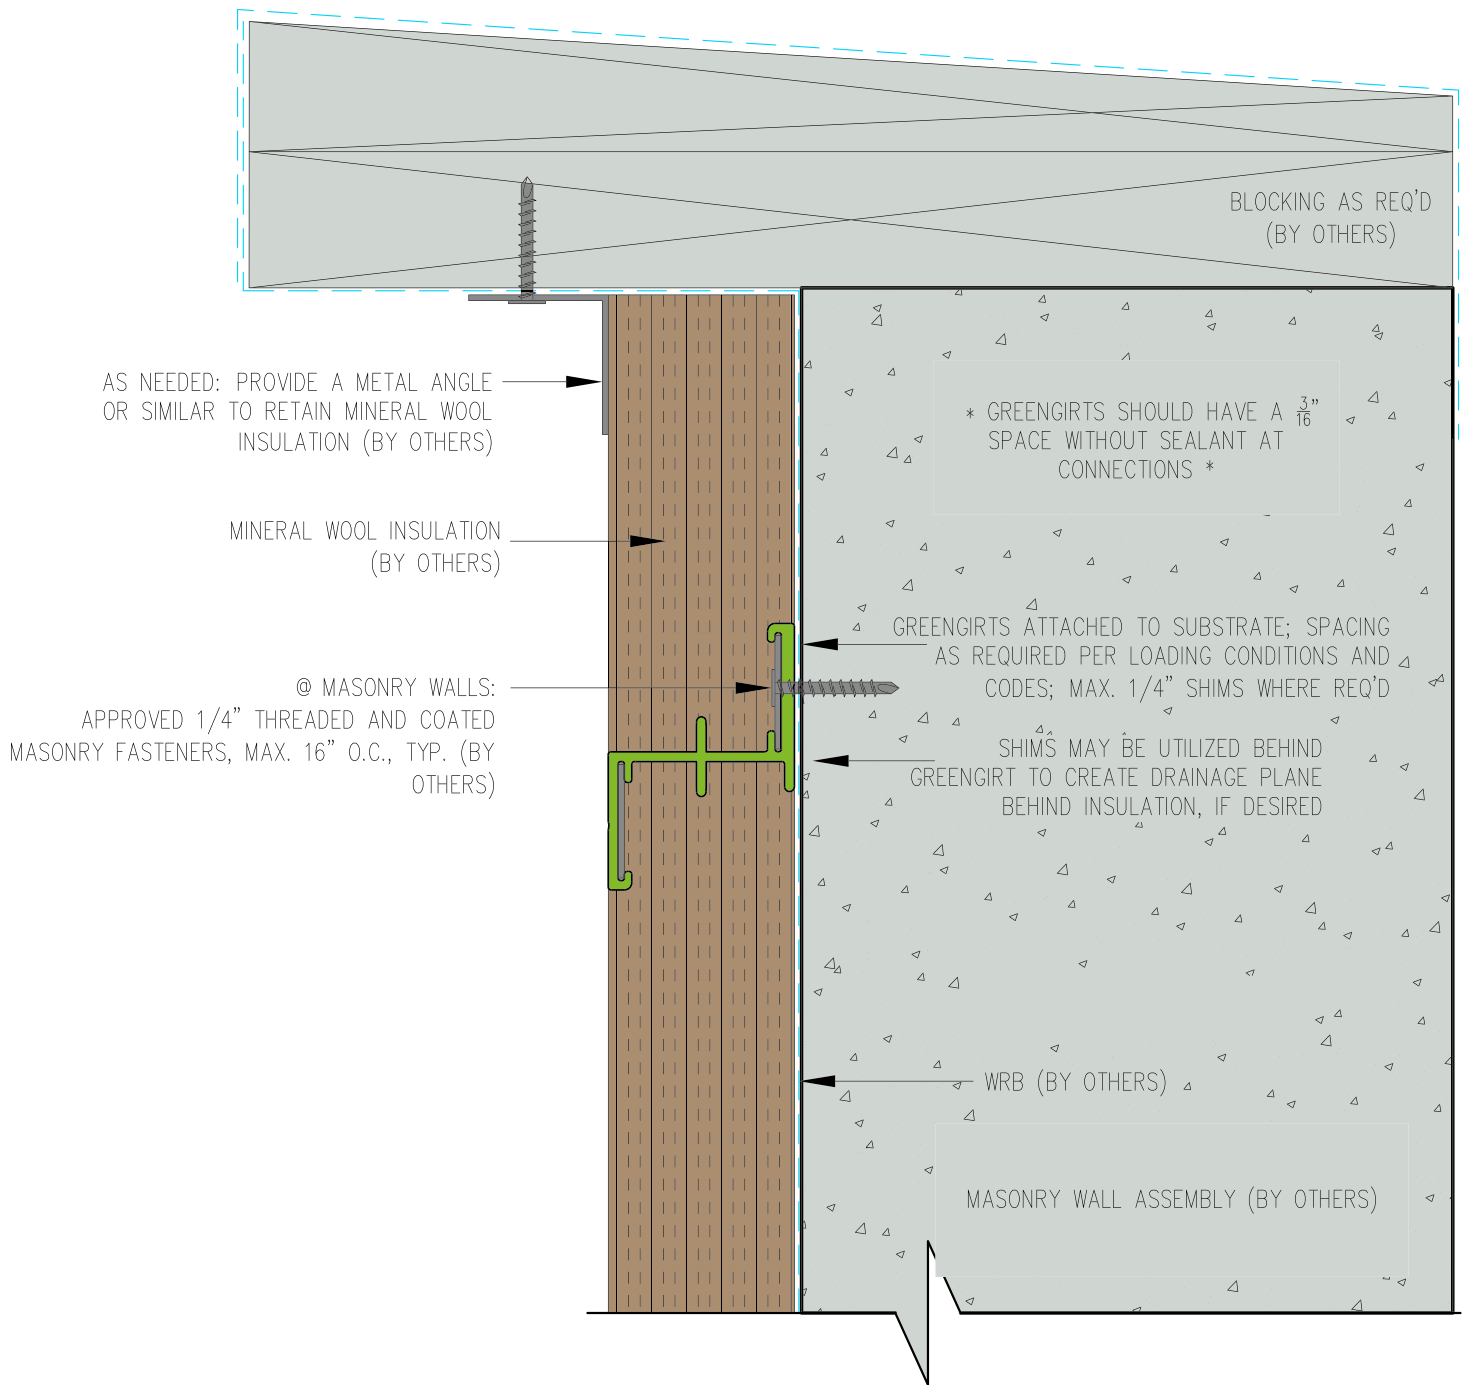 BLOCKING AS REQ'D
(BY OTHERS)
AS NEEDED: PROVIDE A METAL ANGLE
OR SIMILAR TO RETAIN MINERAL WOOL
INSULATION (BY OTHERS)
* GREENGIRTS SHOULD HAVE A 3/16"
SPACE WITHOUT SEALANT AT
CONNECTIONS *
MINERAL WOOL INSULATION
(BY OTHERS)
GREENGIRTS ATTACHED TO SUBSTRATE; SPACING
AS REQUIRED PER LOADING CONDITIONS AND
CODES; MAX. 1/4" SHIMS WHERE REQ'D
@ MASONRY WALLS:
APPROVED 1/4" THREADED AND COATED
MASONRY FASTENERS, MAX. 16" O.C., TYP. (BY
OTHERS)
SHIMS MAY BE UTILIZED BEHIND
GREENGIRT TO CREATE DRAINAGE PLANE
BEHIND INSULATION, IF DESIRED
WRB (BY OTHERS)
MASONRY WALL ASSEMBLY (BY OTHERS)